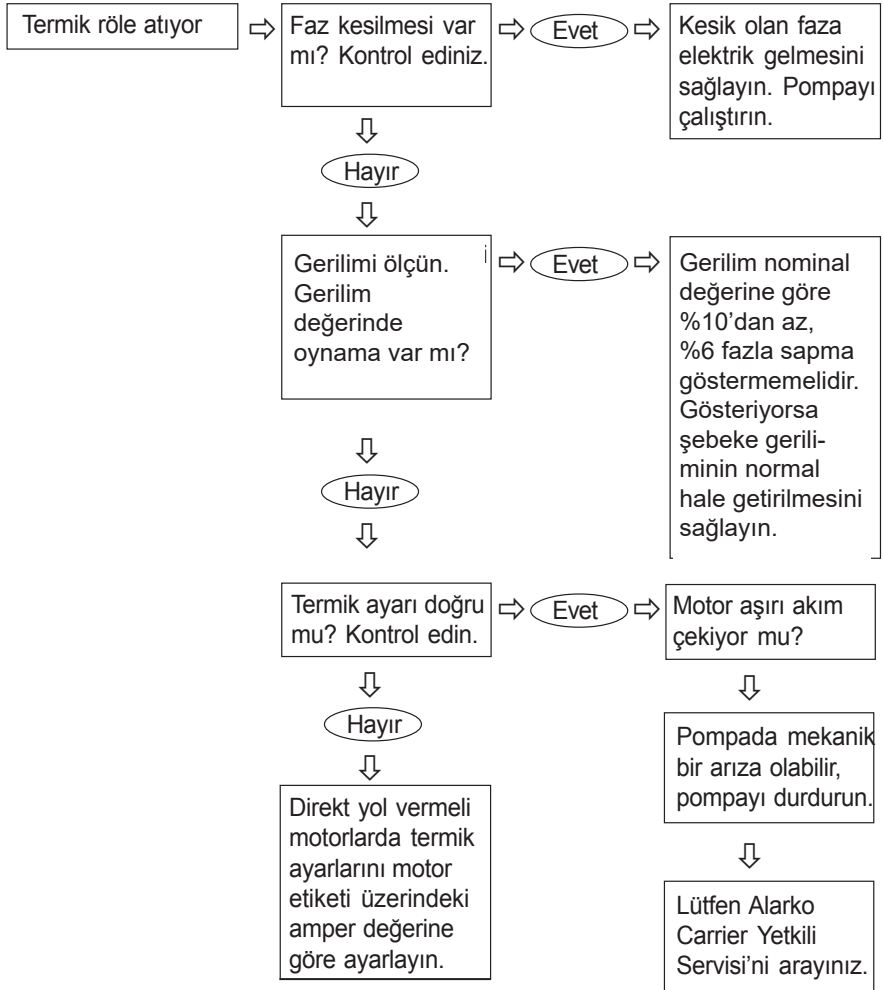 Termik röle atıyor
Faz kesilmesi var
mı? Kontrol ediniz.
Evet
Kesik olan faza
elektrik gelmesini
sağlayın. Pompayı
çalıştırın.
Hayır
Gerilimi ölçün.
Gerilim
değerinde
oynama var mı?
Evet
Gerilim nominal
değerine göre
%10’dan az,
%6 fazla sapma
göstermemelidir.
Gösteriyorsa
şebeke gerili-
minin normal
hale getirilmesini
sağlayın.
Hayır
Termik ayarı doğru
mu? Kontrol edin.
Evet
Motor aşırı akım
çekiyor mu?
Hayır
Direkt yol vermeli
motorlarda termik
ayarlarını motor
etiketi üzerindeki
amper değerine
göre ayarlayın.
Pompada mekanik
bir arıza olabilir,
pompayı durdurun.
Lütfen Alarko
Carrier Yetkili
Servisi’ni arayınız.